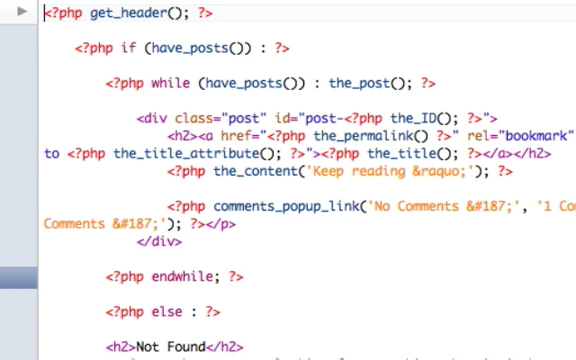 <?php get_header(); ?>
<?php if (have_posts()) : ?>
<?php while (have_posts()) : the_post(); ?>
<div class="post" id="post-<?php the_ID(); ?>">
<h2><a href="<?php the_permalink() ?>" rel="bookmark"
to <?php the_title_attribute(); ?>"><?php the_title(); ?></a></h2>
<?php the_content('Keep reading &raquo;'); ?>
<?php comments_popup_link('No Comments &#187;', '1 Co
Comments &#187;'); ?></p>
</div>
<?php endwhile; ?>
<?php else : ?>
<h2>Not Found</h2>